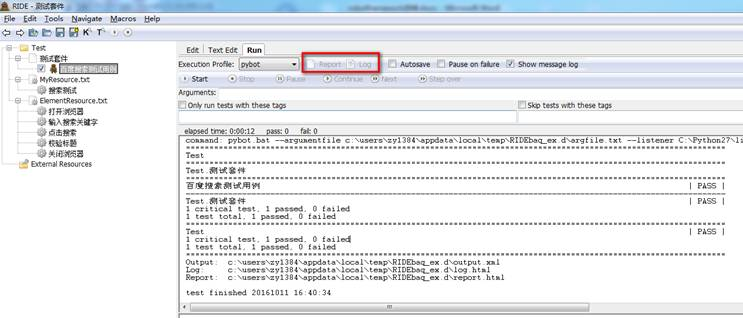 RIDE - 测试套件
File Edit Tools Navigate Macros Help
Test
测试套件
百度搜索测试用例
MyResource.txt
搜索测试
ElementResource.txt
打开浏览器
输入搜索关键字
点击搜索
校验标题
关闭浏览器
External Resources
Edit Text Edit Run
Execution Profile: pybot Report Log Autosave Pause on failure Show message log
Start Stop Pause Continue Next Step over
Arguments:
Only run tests with these tags Skip tests with these tags
elapsed time: 0:00:12 pass: 0 fail: 0
command: pybot.bat --argumentfile c:\users\zy1384\appdata\local\temp\RIDEbaq_ex.d\argfile.txt --listener C:\Python27\li
Test
Test.测试套件
百度搜索测试用例 | PASS |
Test.测试套件 | PASS |
1 critical test, 1 passed, 0 failed
1 test total, 1 passed, 0 failed
Test | PASS |
1 critical test, 1 passed, 0 failed
1 test total, 1 passed, 0 failed
Output: c:\users\zy1384\appdata\local\temp\RIDEbaq_ex.d\output.xml
Log: c:\users\zy1384\appdata\local\temp\RIDEbaq_ex.d\log.html
Report: c:\users\zy1384\appdata\local\temp\RIDEbaq_ex.d\report.html
test finished 20161011 16:40:34